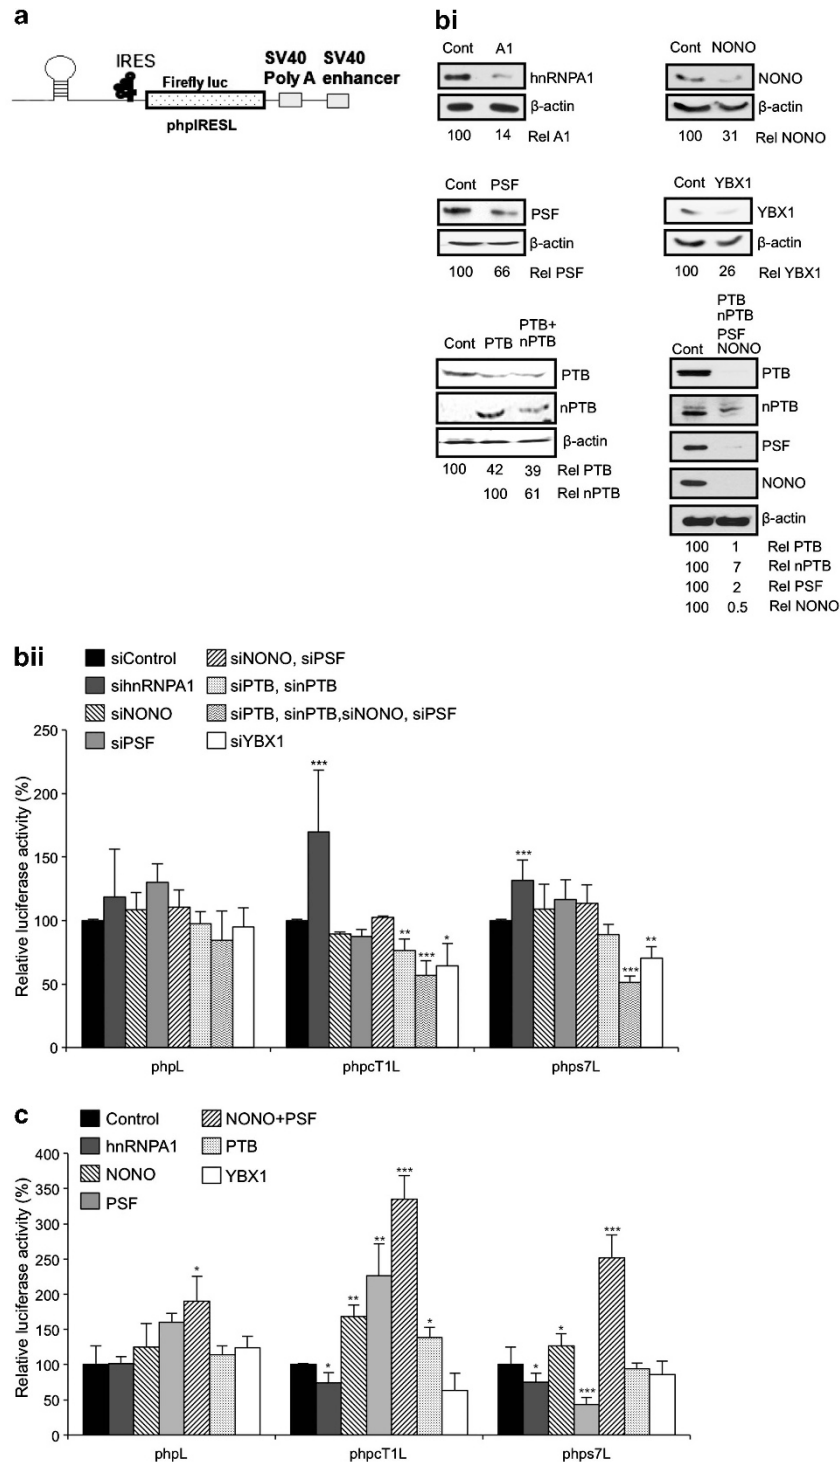 a
IRES
SV40 SV40
Firefly luc
Poly A enhancer
phpIRESL
bi
Cont A1
hnRNPA1
β-actin
100 14 Rel A1
Cont NONO
NONO
β-actin
100 31 Rel NONO
Cont PSF
PSF
β-actin
100 66 Rel PSF
Cont YBX1
YBX1
β-actin
100 26 Rel YBX1
PTB+
Cont PTB nPTB
PTB
nPTB
β-actin
100 42 39 Rel PTB
100 61 Rel nPTB
PTB
nPTB
PSF
Cont NONO
PTB
nPTB
PSF
NONO
β-actin
100 1 Rel PTB
100 7 Rel nPTB
100 2 Rel PSF
100 0.5 Rel NONO
bii
siControl
sihnRNPA1
siNONO
siPSF
siNONO, siPSF
siPTB, sinPTB
siPTB, sinPTB,siNONO, siPSF
siYBX1
Relative luciferase activity (%)
250
200
150
100
50
0
***
**
***
*
***
***
**
phpL phpcT1L phps7L
c
Control
hnRNPA1
NONO
PSF
NONO+PSF
PTB
YBX1
Relative luciferase activity (%)
400
350
300
250
200
150
100
50
0
*
*
**
**
***
*
*
*
***
***
phpL phpcT1L phps7L